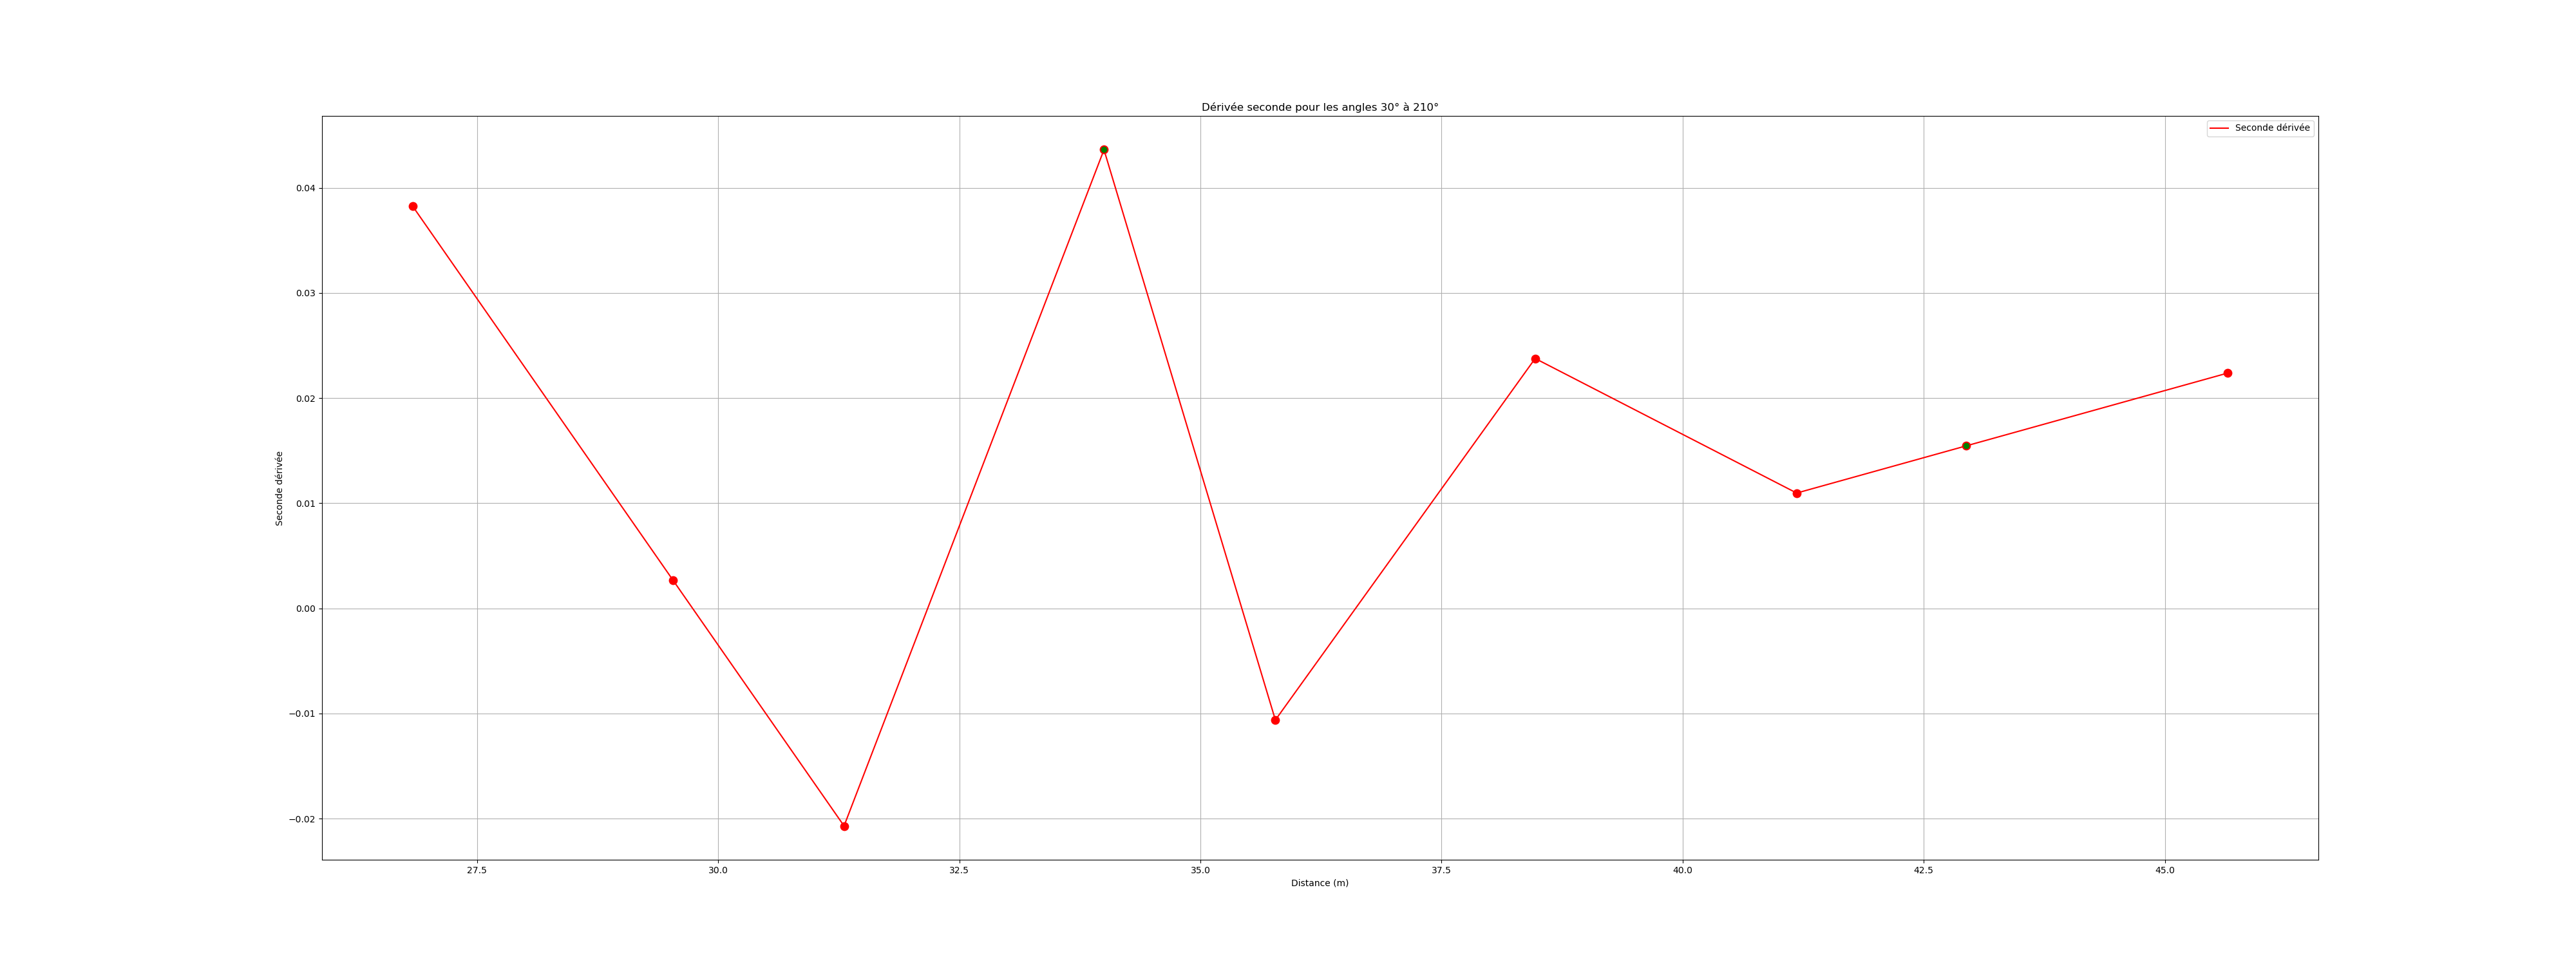 Dérivée seconde pour les angles 30° à 210°
Seconde dérivée
0.04
0.03
0.02
0.01
0.00
−0.01
−0.02
Seconde dérivée
27.5 30.0 32.5 35.0 37.5 40.0 42.5 45.0
Distance (m)